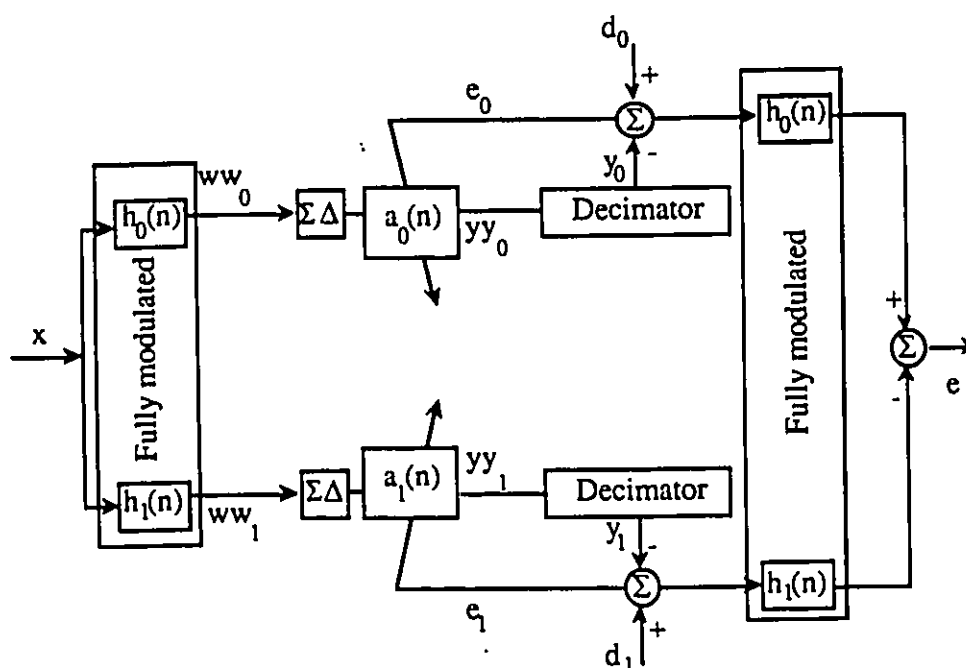 d₀
+
e₀
Σ
h₀(n)
y₀
-
ww₀
h₀(n)
ΣΔ
a₀(n)
yy₀
Decimator
Fully modulated
Fully modulated
x
+
Σ
e
-
h₁(n)
ww₁
ΣΔ
a₁(n)
yy₁
Decimator
y₁
-
e₁
Σ
h₁(n)
+
d₁